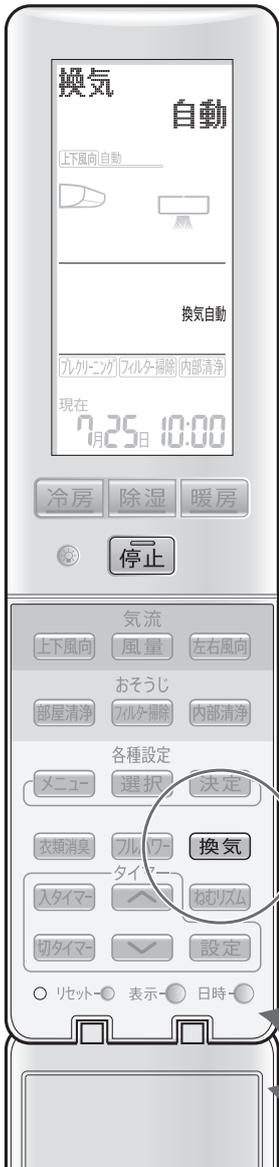 換気
自動
上下風向 自動
換気自動
プレクリーニング フィルター掃除 内部清浄
現在
7月25日 10:00
冷房 除湿 暖房
停止
気流
上下風向 風量 左右風向
おそうじ
部屋清浄 フィルター掃除 内部清浄
各種設定
メニュー 選択 決定
衣類消臭 フルパワー 換気
タイマー
入タイマー ねむリズム
切タイマー 設定
リセット 表示 日時